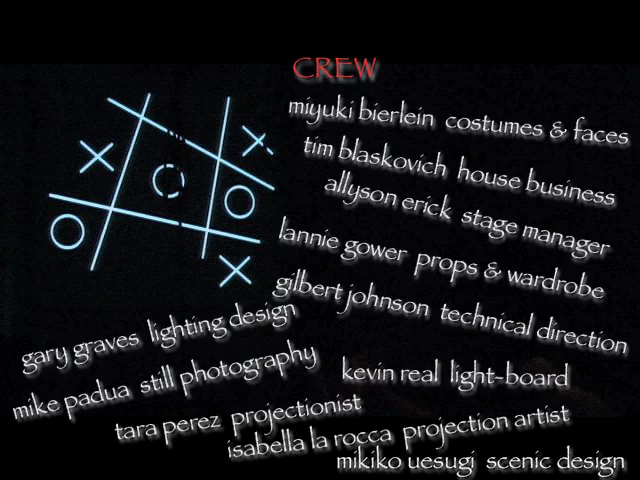 CREW
miyuki bierlein costumes & faces
tim blaskovich house business
allyson erick stage manager
lannie gower props & wardrobe
gilbert johnson technical direction
gary graves lighting design
kevin real light-board
mike padua still photography
tara perez projectionist
isabella la rocca projection artist
mikiko uesugi scenic design